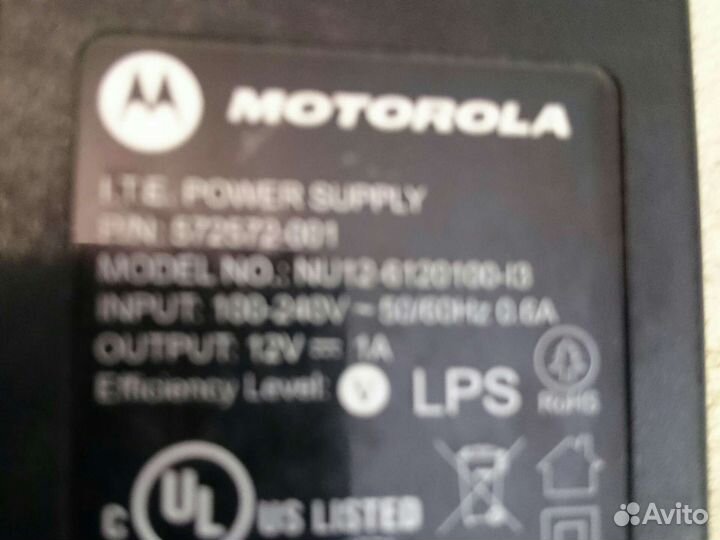 MOTOROLA
I.T.E. POWER SUPPLY
P/N: 572572-001
MODEL NO.: NU12-6120100-I3
INPUT: 100-240V ~ 50/60Hz 0.6A
OUTPUT: 12V ⎓ 1A
Efficiency Level: V LPS
RoHS
C UL US LISTED
Avito